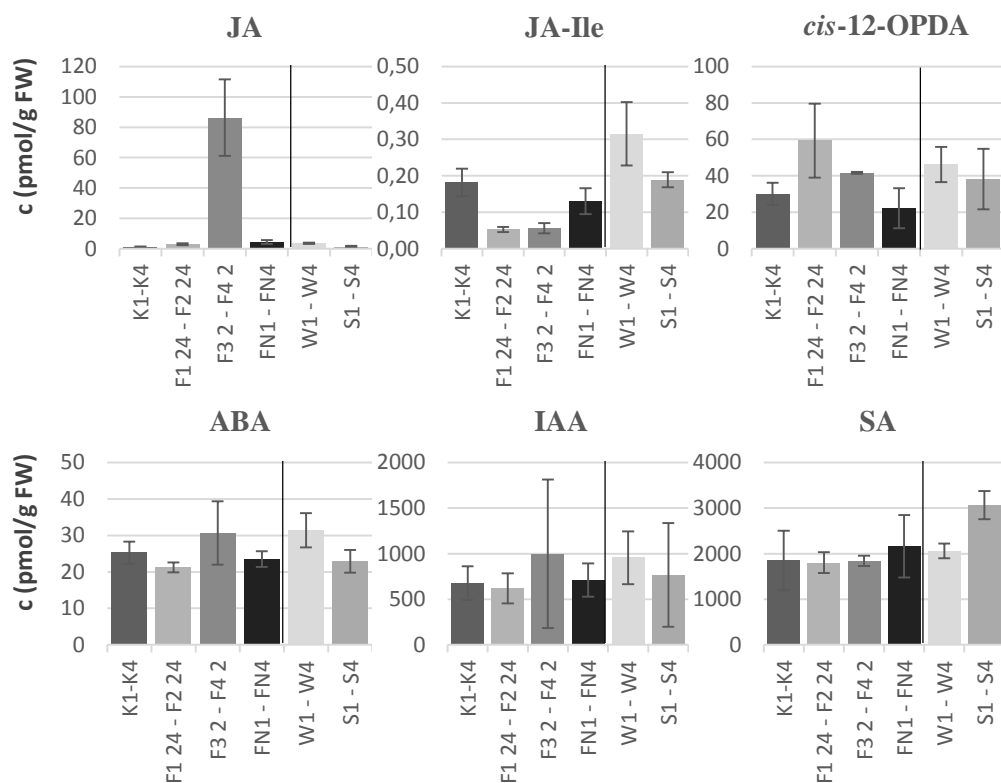 JA
JA-Ile
cis-12-OPDA
c (pmol/g FW)
120
100
80
60
40
20
0
K1-K4
F1 24 - F2 24
F3 2 - F4 2
FN1 - FN4
W1 - W4
S1 - S4
0,50
0,40
0,30
0,20
0,10
0,00
K1-K4
F1 24 - F2 24
F3 2 - F4 2
FN1 - FN4
W1 - W4
S1 - S4
100
80
60
40
20
0
K1-K4
F1 24 - F2 24
F3 2 - F4 2
FN1 - FN4
W1 - W4
S1 - S4
ABA
IAA
SA
c (pmol/g FW)
50
40
30
20
10
0
K1-K4
F1 24 - F2 24
F3 2 - F4 2
FN1 - FN4
W1 - W4
S1 - S4
2000
1500
1000
500
0
K1-K4
F1 24 - F2 24
F3 2 - F4 2
FN1 - FN4
W1 - W4
S1 - S4
4000
3000
2000
1000
0
K1-K4
F1 24 - F2 24
F3 2 - F4 2
FN1 - FN4
W1 - W4
S1 - S4